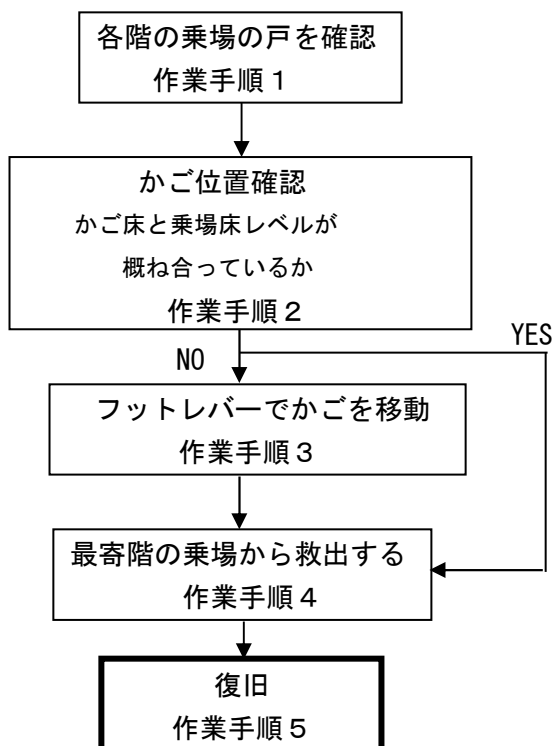 各階の乗場の戸を確認
作業手順１
かご位置確認
かご床と乗場床レベルが
概ね合っているか
作業手順２
YES
NO
フットレバーでかごを移動
作業手順３
最寄階の乗場から救出する
作業手順４
復旧
作業手順５